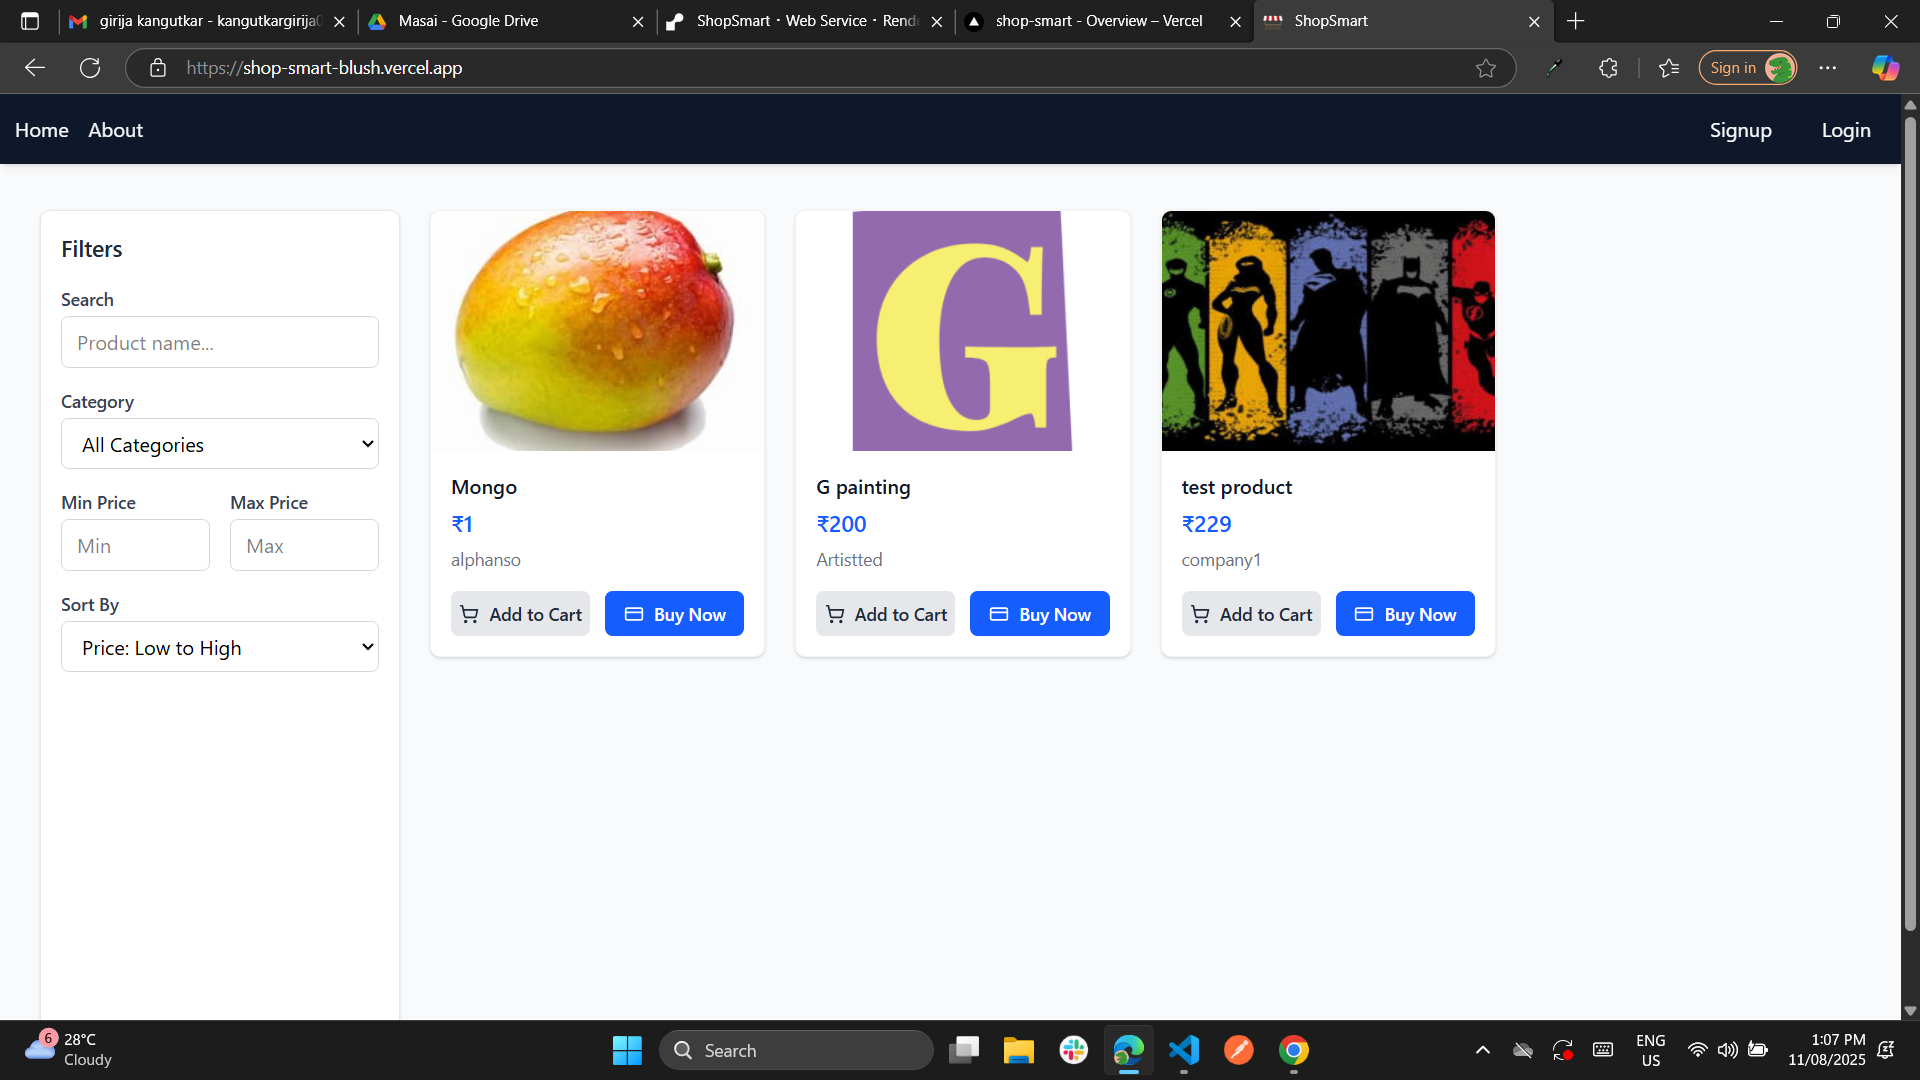 girija kangutkar - kangutkargirija0
Masai - Google Drive
ShopSmart · Web Service · Rende
shop-smart - Overview – Vercel
ShopSmart
https://shop-smart-blush.vercel.app
Sign in
Home
About
Signup
Login
Filters
Search
Product name...
Category
All Categories
Min Price
Max Price
Min
Max
Sort By
Price: Low to High
Mongo
₹1
alphanso
Add to Cart
Buy Now
G
G painting
₹200
Artistted
Add to Cart
Buy Now
test product
₹229
company1
Add to Cart
Buy Now
6
28°C
Cloudy
Search
ENG
US
1:07 PM
11/08/2025